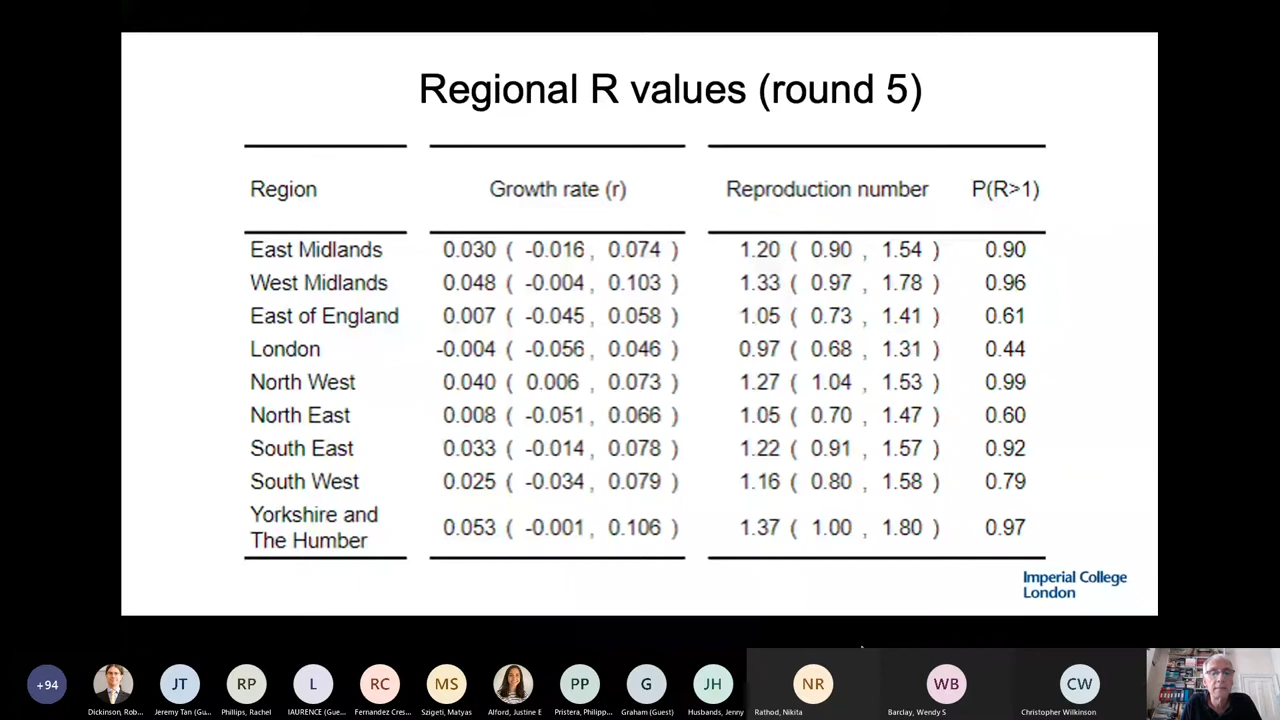 Regional R values (round 5)
Region Growth rate (r) Reproduction number P(R>1)
East Midlands 0.030 ( -0.016 , 0.074 ) 1.20 ( 0.90 , 1.54 ) 0.90
West Midlands 0.048 ( -0.004 , 0.103 ) 1.33 ( 0.97 , 1.78 ) 0.96
East of England 0.007 ( -0.045 , 0.058 ) 1.05 ( 0.73 , 1.41 ) 0.61
London -0.004 ( -0.056 , 0.046 ) 0.97 ( 0.68 , 1.31 ) 0.44
North West 0.040 ( 0.006 , 0.073 ) 1.27 ( 1.04 , 1.53 ) 0.99
North East 0.008 ( -0.051 , 0.066 ) 1.05 ( 0.70 , 1.47 ) 0.60
South East 0.033 ( -0.014 , 0.078 ) 1.22 ( 0.91 , 1.57 ) 0.92
South West 0.025 ( -0.034 , 0.079 ) 1.16 ( 0.80 , 1.58 ) 0.79
Yorkshire and
The Humber 0.053 ( -0.001 , 0.106 ) 1.37 ( 1.00 , 1.80 ) 0.97
Imperial College
London
+94 JT RP L RC MS PP G JH NR WB CW
Dickinson, Rob... Jeremy Tan (Gu... Phillips, Rachel lAURENCE (Gue... Fernandez Cres... Szigeti, Matyas Alford, Justine E Pristera, Philipp... Graham (Guest) Husbands, Jenny Rathod, Nikita Barclay, Wendy S Christopher Wilkinson